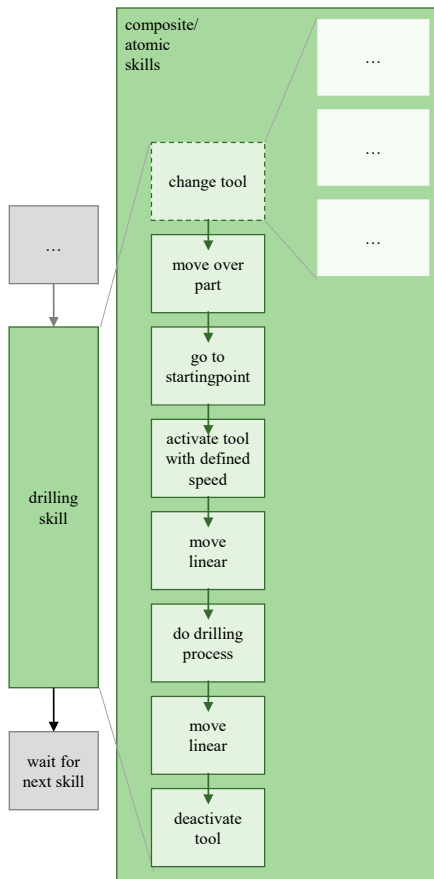 composite/
atomic
skills
…
…
…
change tool
move over
part
go to
startingpoint
activate tool
with defined
speed
move
linear
do drilling
process
move
linear
deactivate
tool
…
drilling
skill
wait for
next skill